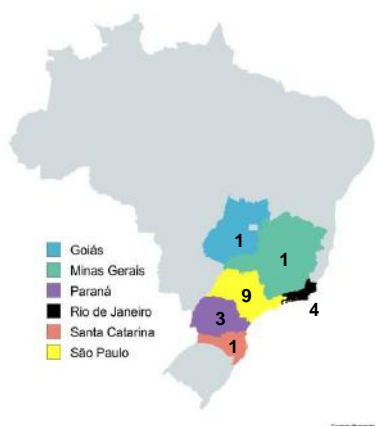 1
Goiás
Minas Gerais
1
Paraná
9
Rio de Janeiro
4
3
Santa Catarina
1
São Paulo